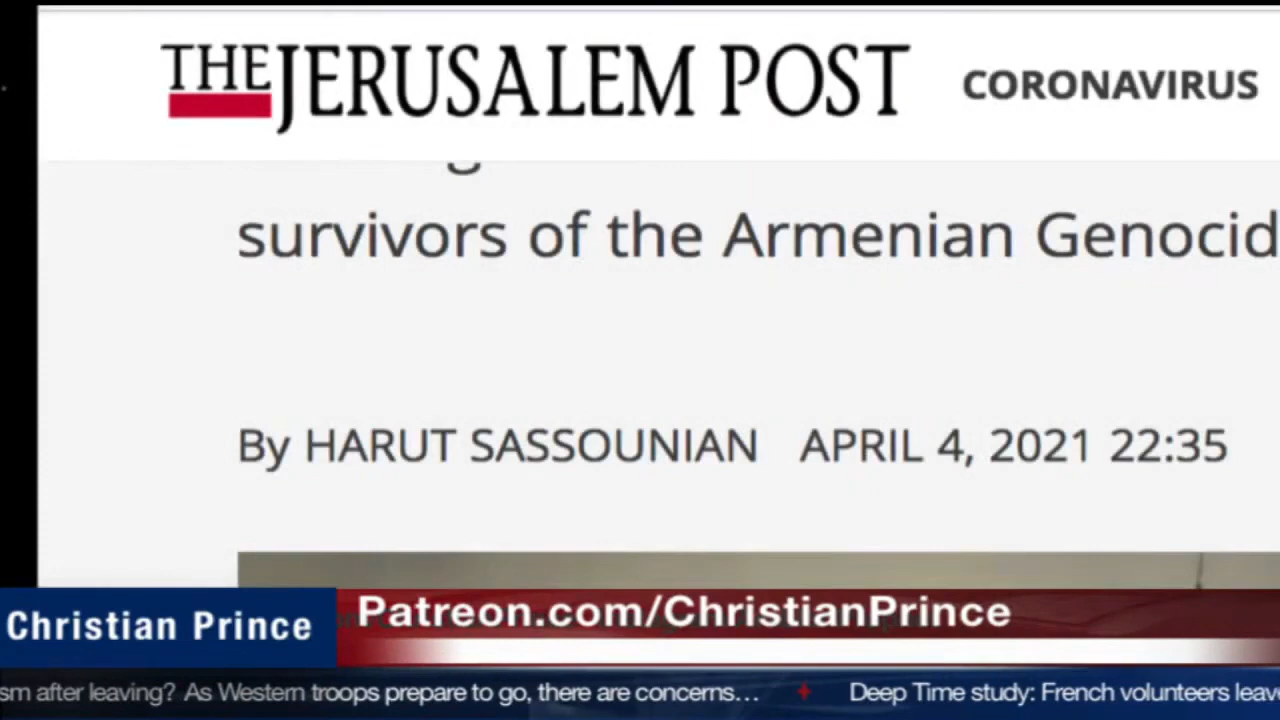 THE JERUSALEM POST CORONAVIRUS
survivors of the Armenian Genocid
By HARUT SASSOUNIAN APRIL 4, 2021 22:35
Christian Prince Patreon.com/ChristianPrince
sm after leaving? As Western troops prepare to go, there are concerns... Deep Time study: French volunteers leav